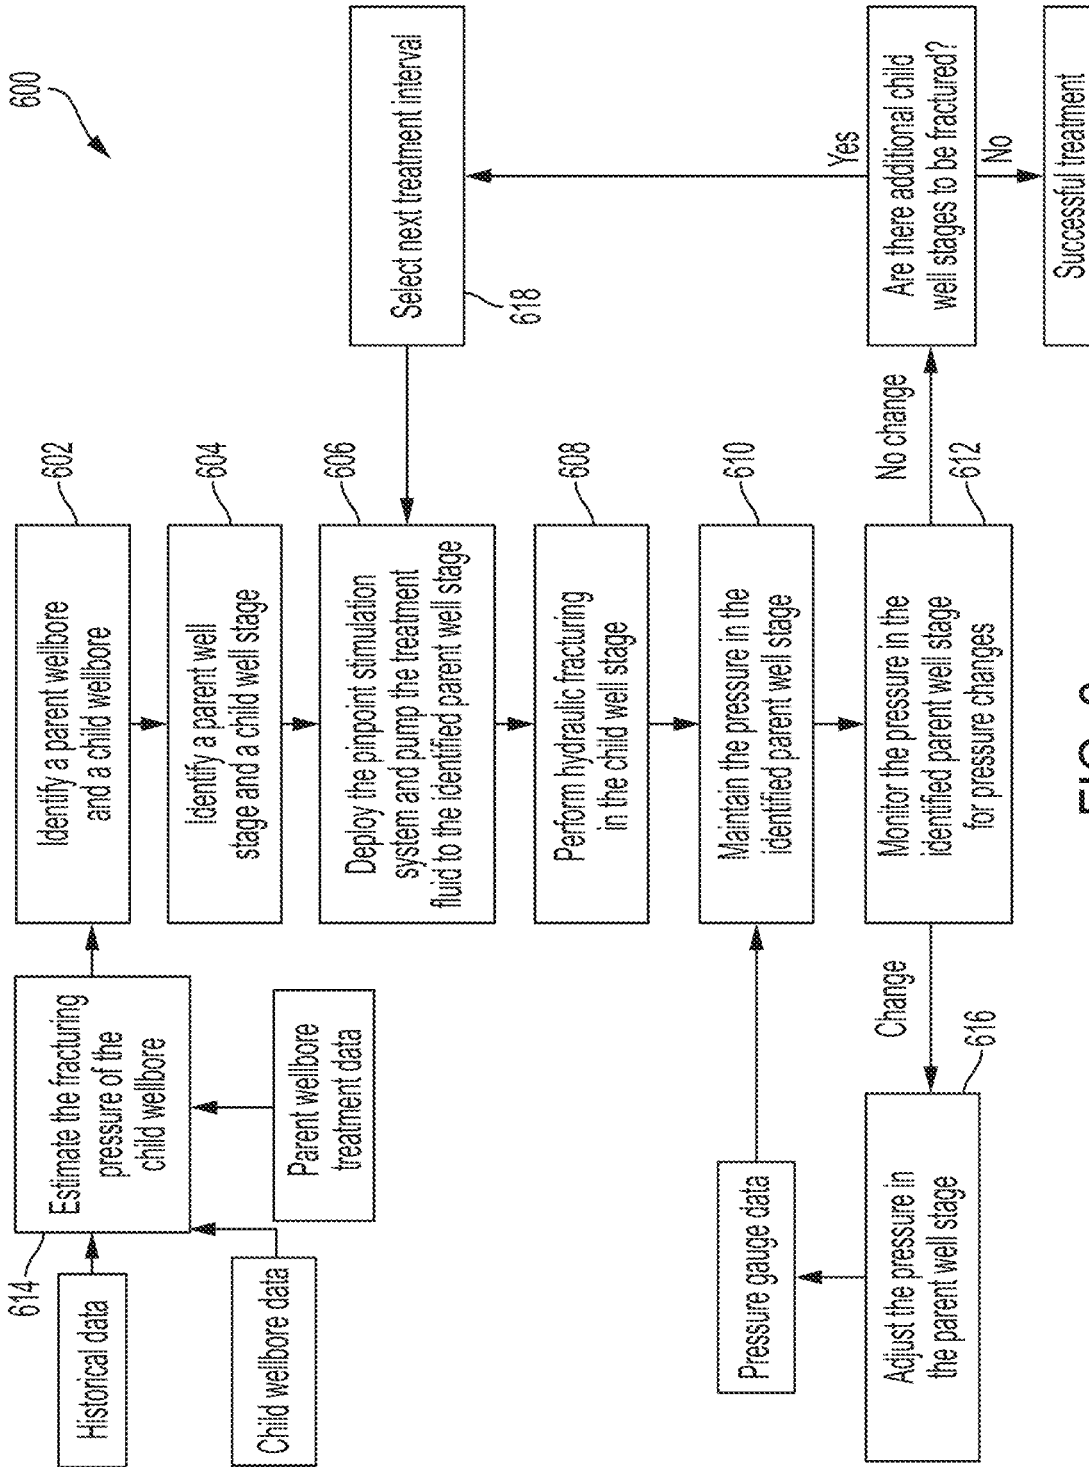 600
Historical data
614
Estimate the fracturing
pressure of the
child wellbore
Child wellbore data
Parent wellbore
treatment data
602
Identify a parent wellbore
and a child wellbore
604
Identify a parent well
stage and a child well stage
606
Deploy the pinpoint stimulation
system and pump the treatment
fluid to the identified parent well stage
Select next treatment interval
618
608
Perform hydraulic fracturing
in the child well stage
610
Maintain the pressure in the
identified parent well stage
Pressure gauge data
612
Monitor the pressure in the
identified parent well stage
for pressure changes
Change
616
Adjust the pressure in
the parent well stage
No change
Are there additional child
well stages to be fractured?
Yes
No
Successful treatment
FIG.